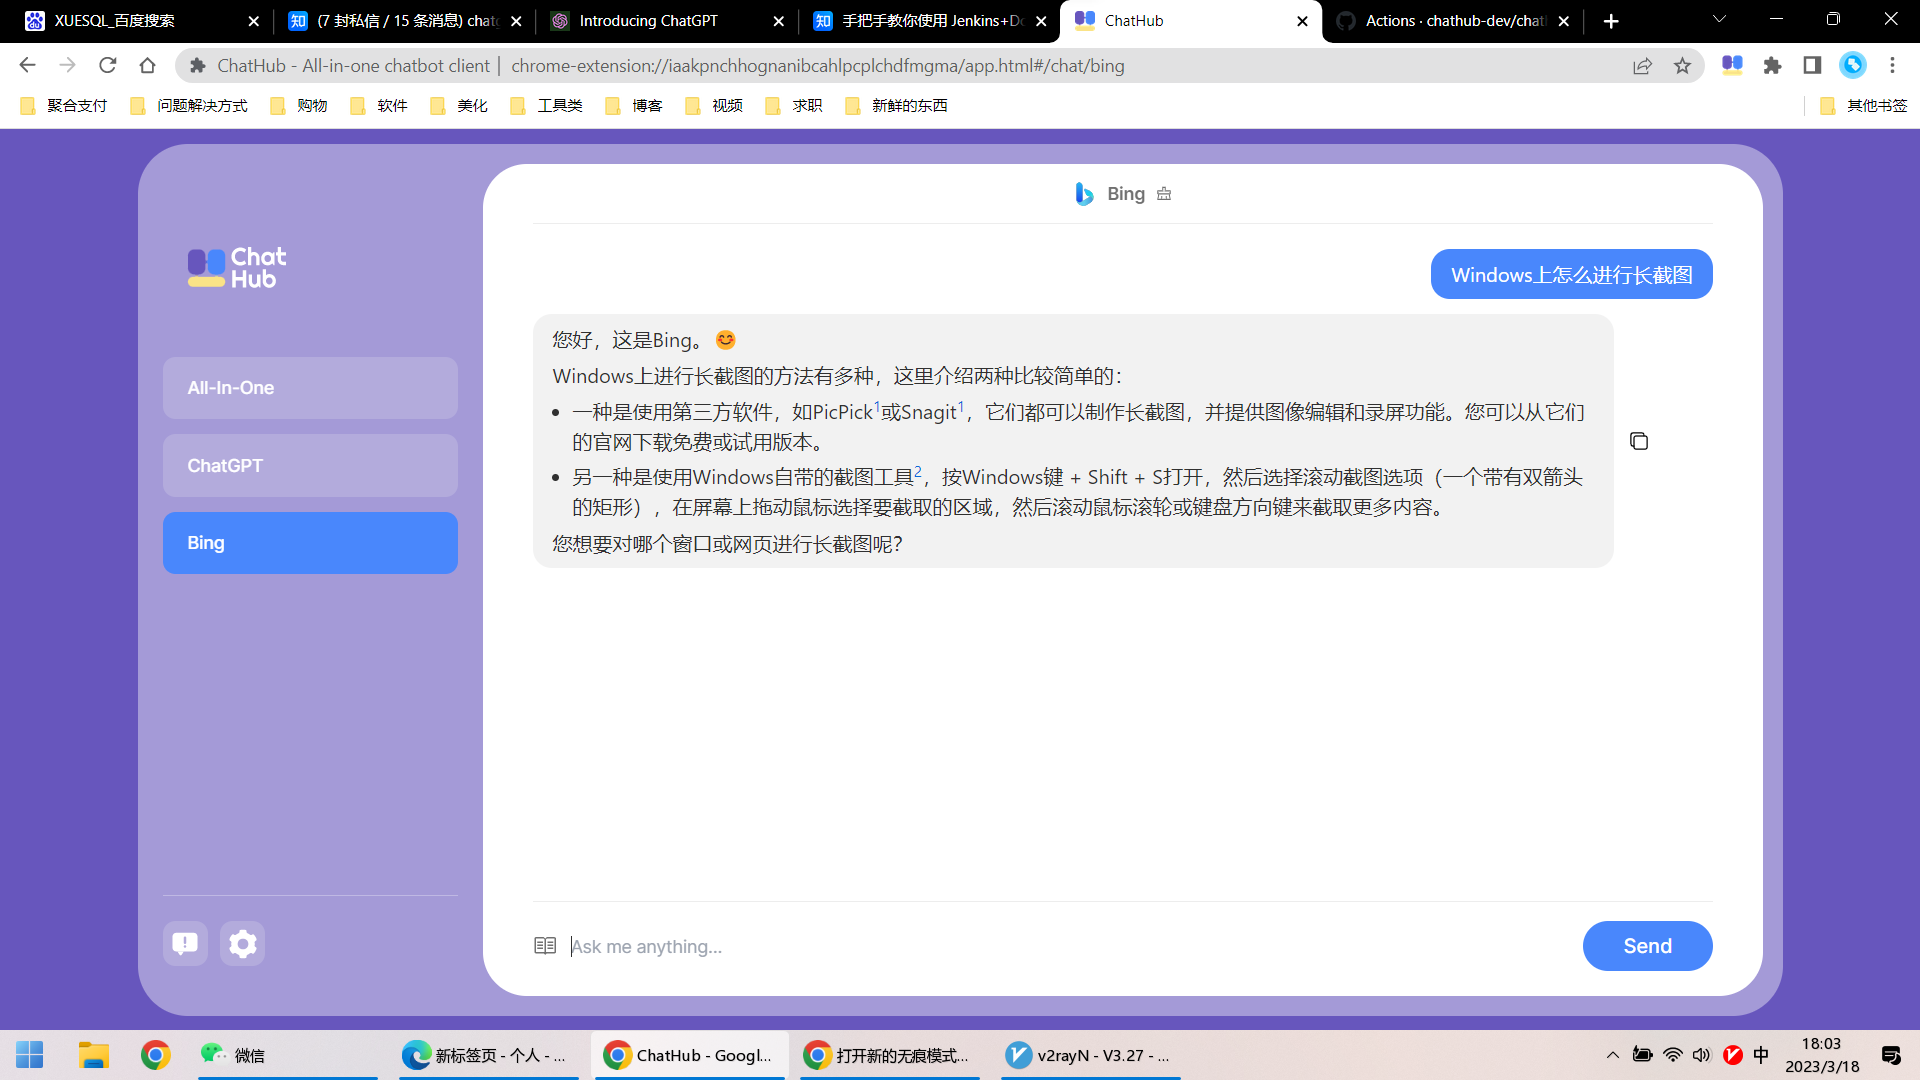 XUESQL_百度搜索
(7 封私信 / 15 条消息) chatg
Introducing ChatGPT
手把手教你使用 Jenkins+Do
ChatHub
Actions · chathub-dev/chath
ChatHub - All-in-one chatbot client | chrome-extension://iaakpnchhognanibcahlpcplchdfmgma/app.html#/chat/bing
聚合支付
问题解决方式
购物
软件
美化
工具类
博客
视频
求职
新鲜的东西
其他书签
Chat
Hub
All-In-One
ChatGPT
Bing
Bing
Windows上怎么进行长截图
您好，这是Bing。😊
Windows上进行长截图的方法有多种，这里介绍两种比较简单的：
一种是使用第三方软件，如PicPick1或Snagit1，它们都可以制作长截图，并提供图像编辑和录屏功能。您可以从它们
的官网下载免费或试用版本。
另一种是使用Windows自带的截图工具2，按Windows键 + Shift + S打开，然后选择滚动截图选项（一个带有双箭头
的矩形），在屏幕上拖动鼠标选择要截取的区域，然后滚动鼠标滚轮或键盘方向键来截取更多内容。
您想要对哪个窗口或网页进行长截图呢？
Ask me anything...
Send
微信
新标签页 - 个人 - ...
ChatHub - Googl...
打开新的无痕模式...
v2rayN - V3.27 - ...
中
18:03
2023/3/18